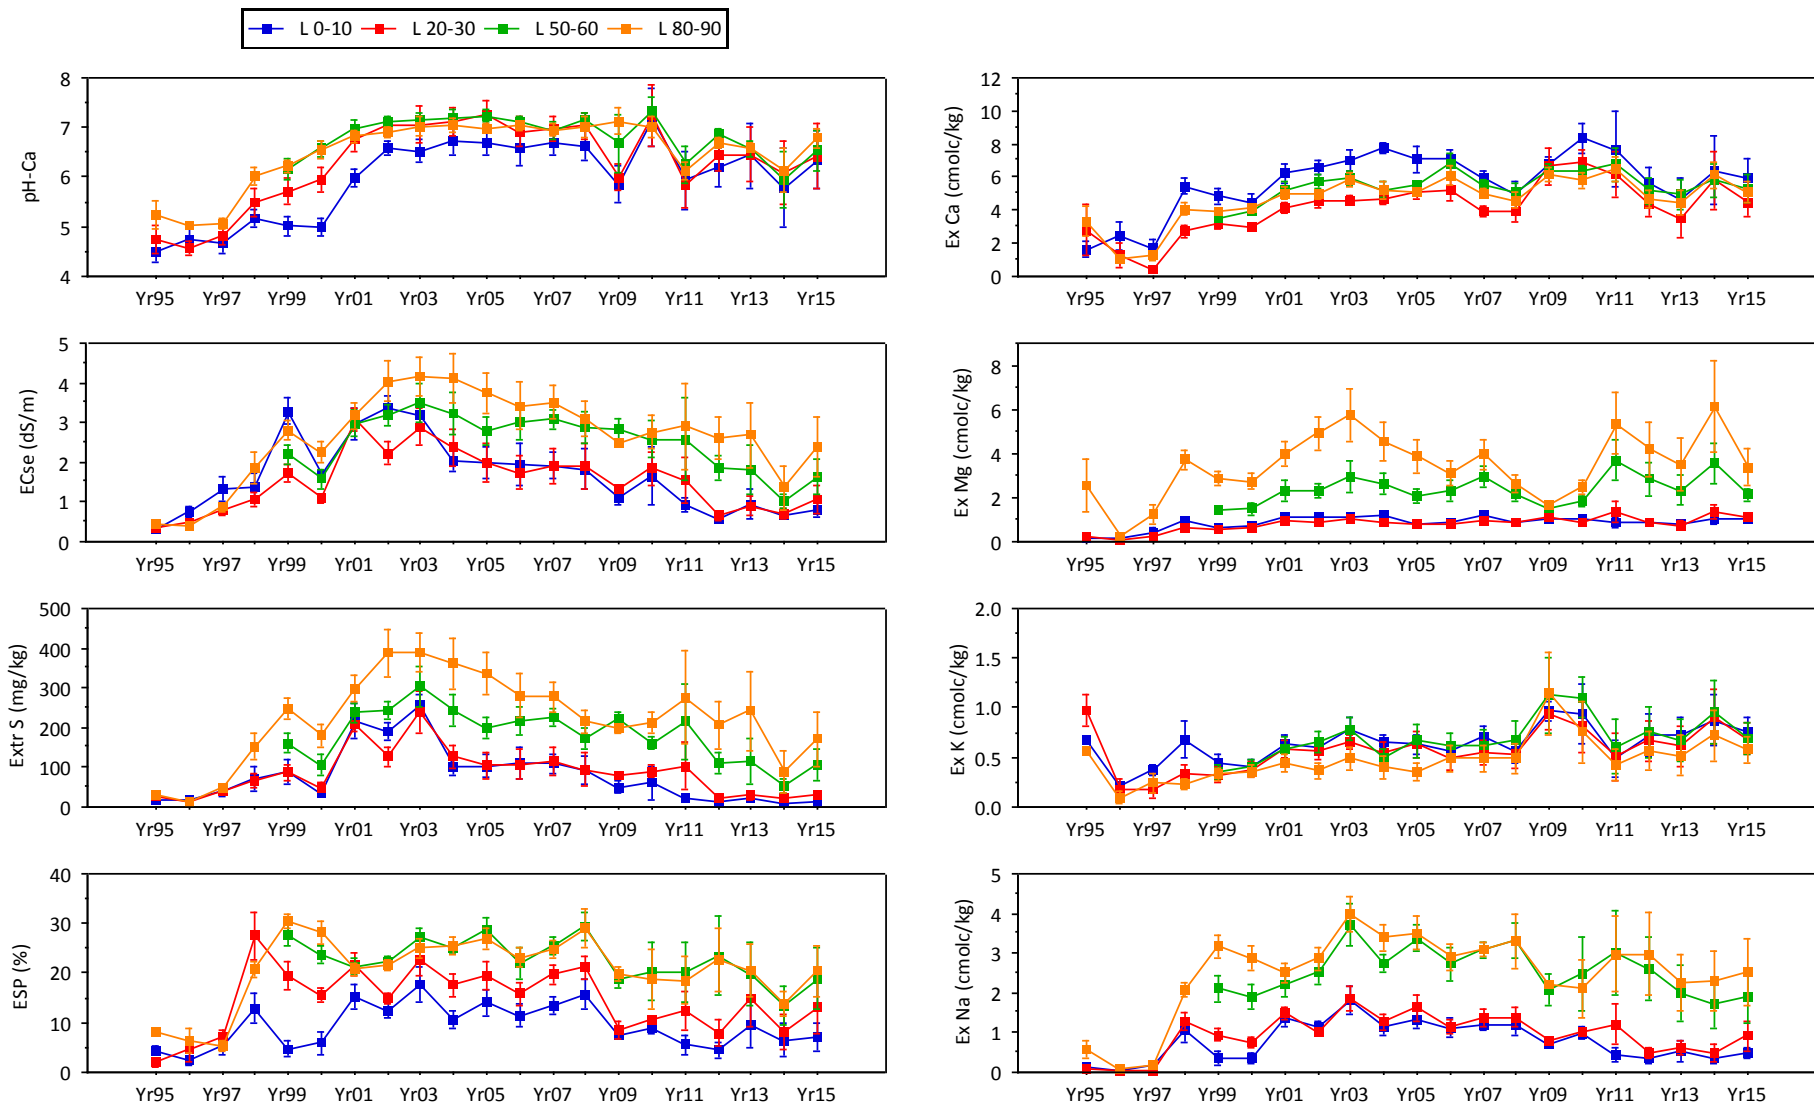 L 0-10 L 20-30 L 50-60 L 80-90
pH-Ca
8
7
6
5
4
Yr95 Yr97 Yr99 Yr01 Yr03 Yr05 Yr07 Yr09 Yr11 Yr13 Yr15
Ex Ca (cmolc/kg)
12
10
8
6
4
2
0
Yr95 Yr97 Yr99 Yr01 Yr03 Yr05 Yr07 Yr09 Yr11 Yr13 Yr15
ECse (dS/m)
5
4
3
2
1
0
Yr95 Yr97 Yr99 Yr01 Yr03 Yr05 Yr07 Yr09 Yr11 Yr13 Yr15
Ex Mg (cmolc/kg)
8
6
4
2
0
Yr95 Yr97 Yr99 Yr01 Yr03 Yr05 Yr07 Yr09 Yr11 Yr13 Yr15
Extr S (mg/kg)
500
400
300
200
100
0
Yr95 Yr97 Yr99 Yr01 Yr03 Yr05 Yr07 Yr09 Yr11 Yr13 Yr15
Ex K (cmolc/kg)
2.0
1.5
1.0
0.5
0.0
Yr95 Yr97 Yr99 Yr01 Yr03 Yr05 Yr07 Yr09 Yr11 Yr13 Yr15
ESP (%)
40
30
20
10
0
Yr95 Yr97 Yr99 Yr01 Yr03 Yr05 Yr07 Yr09 Yr11 Yr13 Yr15
Ex Na (cmolc/kg)
5
4
3
2
1
0
Yr95 Yr97 Yr99 Yr01 Yr03 Yr05 Yr07 Yr09 Yr11 Yr13 Yr15